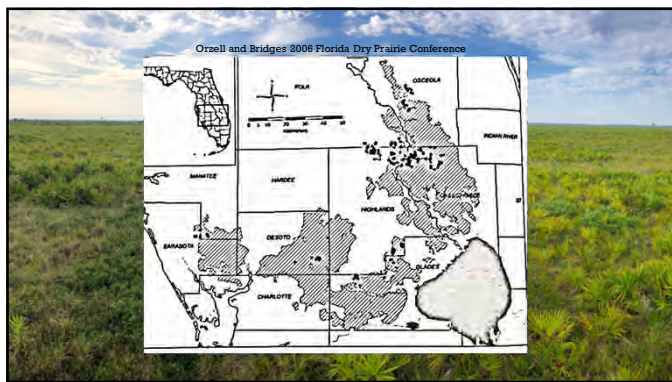 Orzell and Bridges 2006 Florida Dry Prairie Conference
OSCEOLA
POLK
INDIAN RIVER
MANATEE
HARDEE
HIGHLANDS
SARASOTA
DESOTO
GLADES
CHARLOTTE